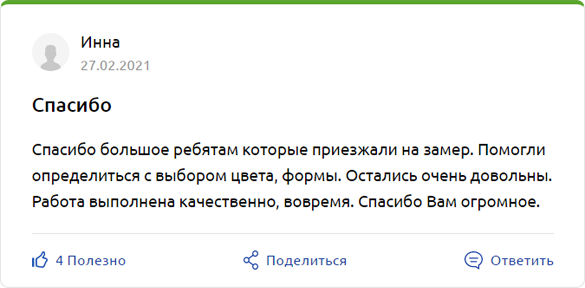 Инна
27.02.2021
Спасибо
Спасибо большое ребятам которые приезжали на замер. Помогли
определиться с выбором цвета, формы. Остались очень довольны.
Работа выполнена качественно, вовремя. Спасибо Вам огромное.
4 Полезно
Поделиться
Ответить